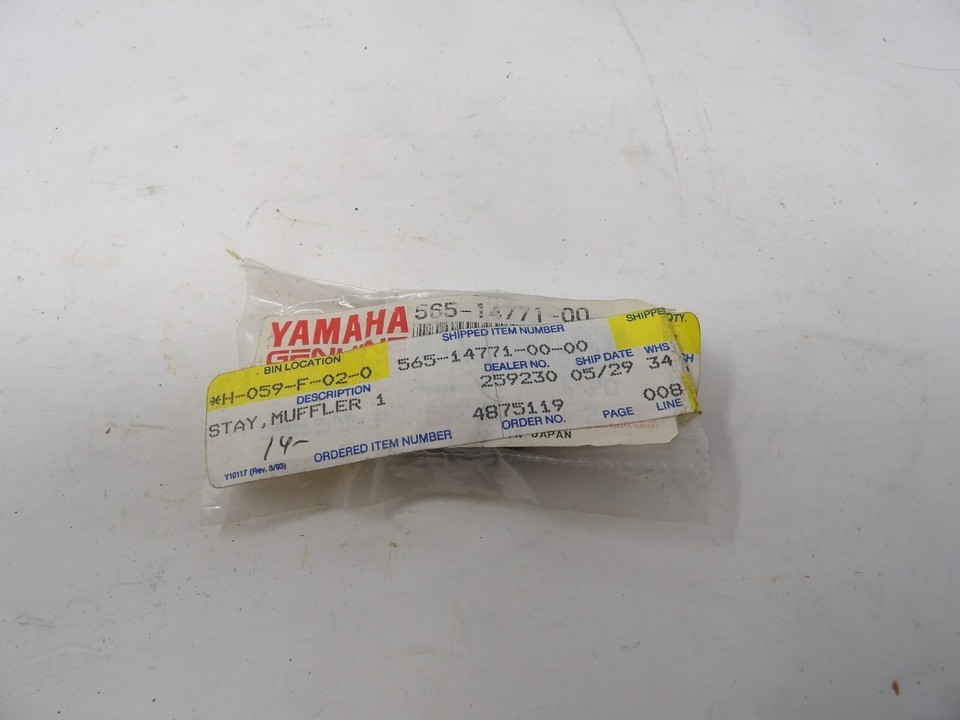 YAMAHA 565-14771-00
GENUINE
BIN LOCATION SHIPPED ITEM NUMBER SHIPPED QTY.
*H-059-F-02-0 565-14771-00-00
DESCRIPTION DEALER NO. SHIP DATE WHS
STAY,MUFFLER 1 259230 05/29 34
14- 4875119 008
ORDERED ITEM NUMBER ORDER NO. PAGE LINE
Y10117 (Rev. 5/93)
JAPAN